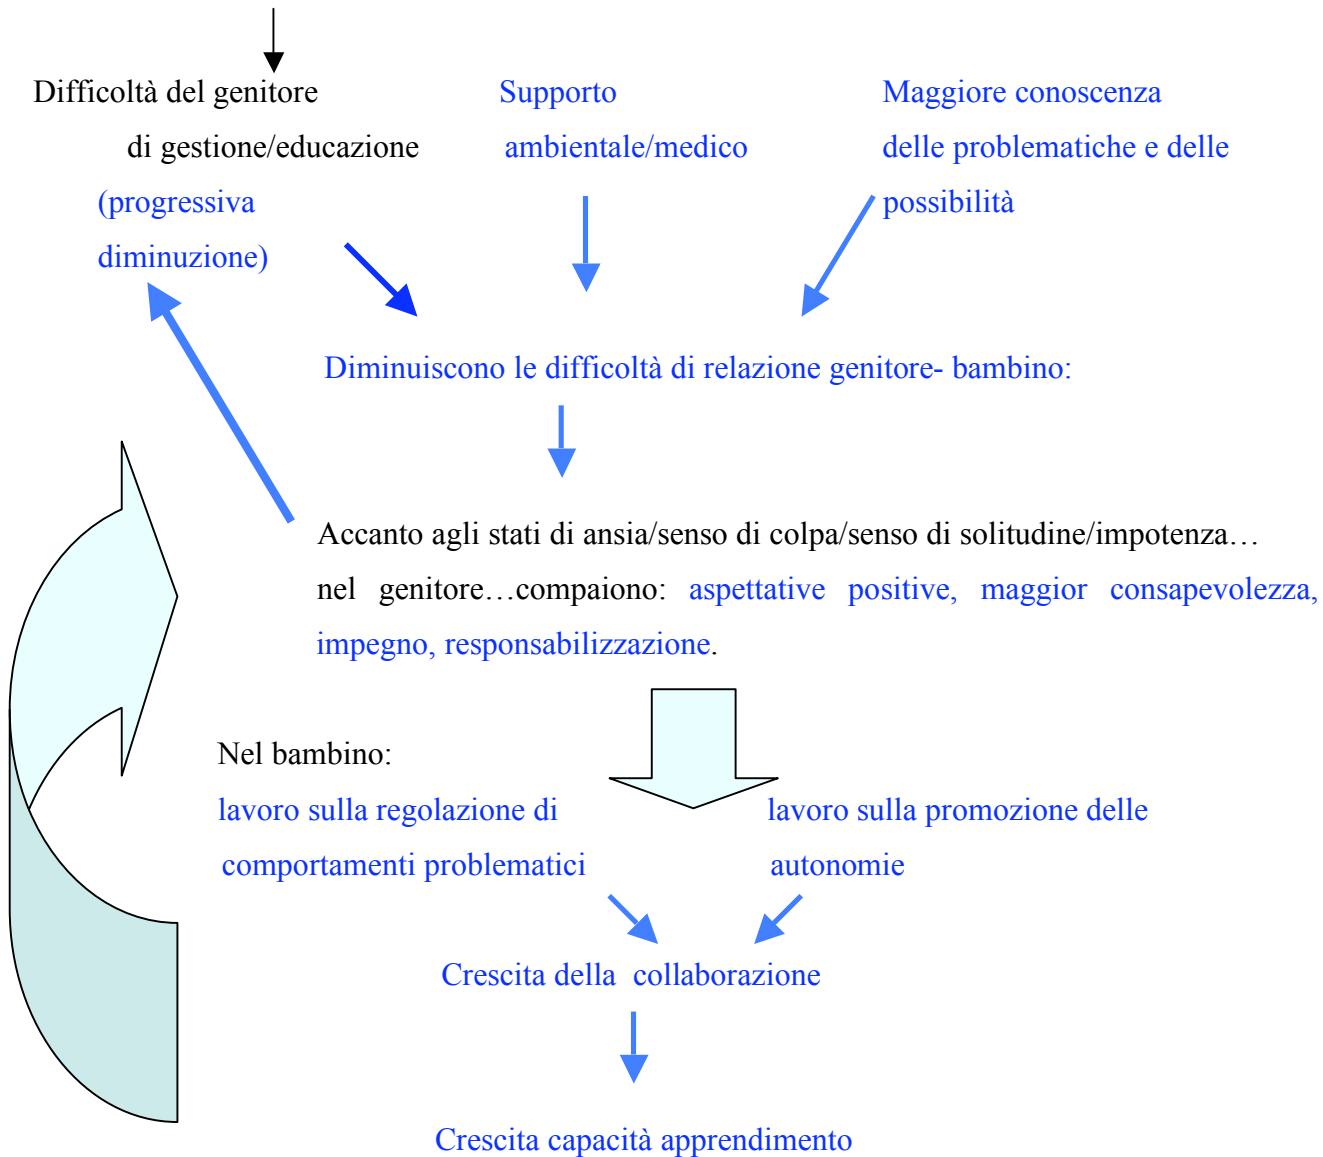 Difficoltà del genitore
di gestione/educazione
(progressiva
diminuzione)
Supporto
ambientale/medico
Maggiore conoscenza
delle problematiche e delle
possibilità
Diminuiscono le difficoltà di relazione genitore- bambino:
Accanto agli stati di ansia/senso di colpa/senso di solitudine/impotenza…
nel genitore…compaiono: aspettative positive, maggior consapevolezza,
impegno, responsabilizzazione.
Nel bambino:
lavoro sulla regolazione di
comportamenti problematici
lavoro sulla promozione delle
autonomie
Crescita della collaborazione
Crescita capacità apprendimento